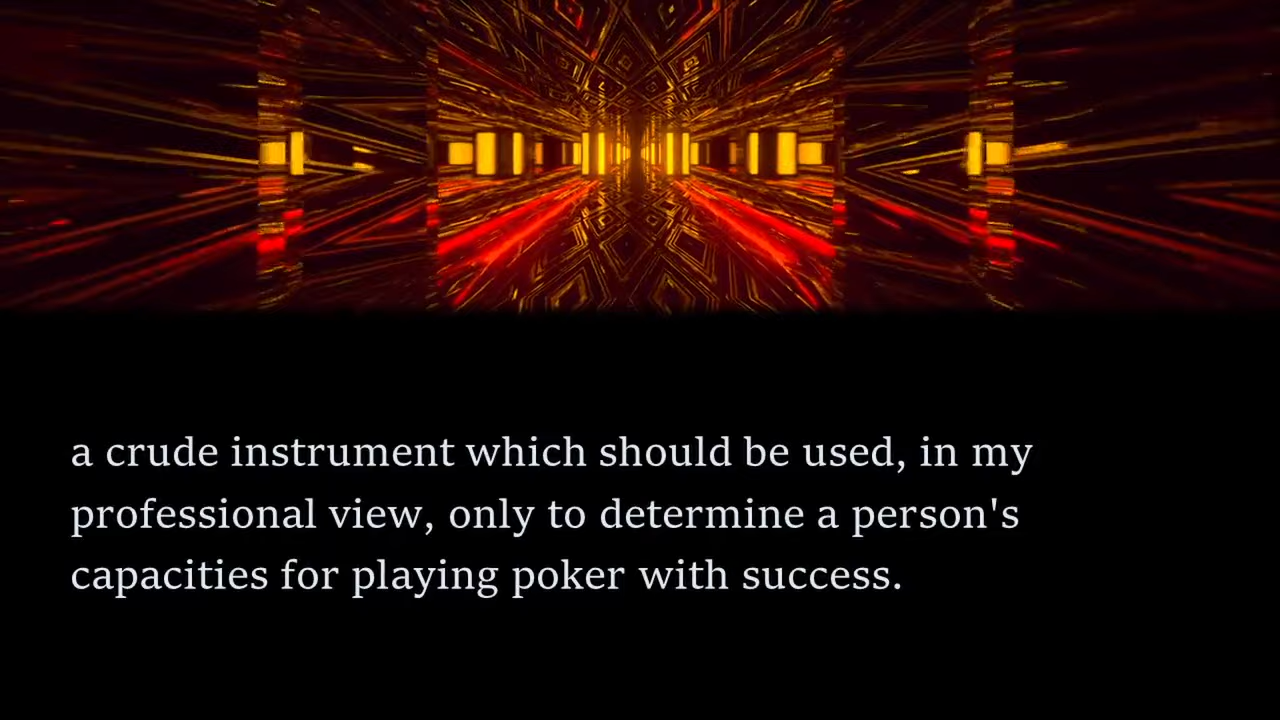 a crude instrument which should be used, in my
professional view, only to determine a person's
capacities for playing poker with success.